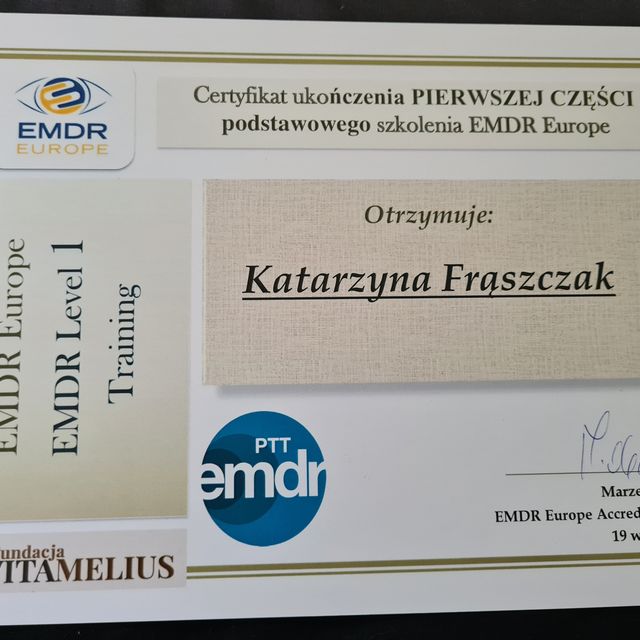 EMDR
EUROPE
Certyfikat ukończenia PIERWSZEJ CZĘŚCI
podstawowego szkolenia EMDR Europe
EMDR Europe
EMDR Level 1
Training
Otrzymuje:
Katarzyna Frąszczak
PTT
emdr
Marze
EMDR Europe Accred
19 w
undacja
ITAMELIUS